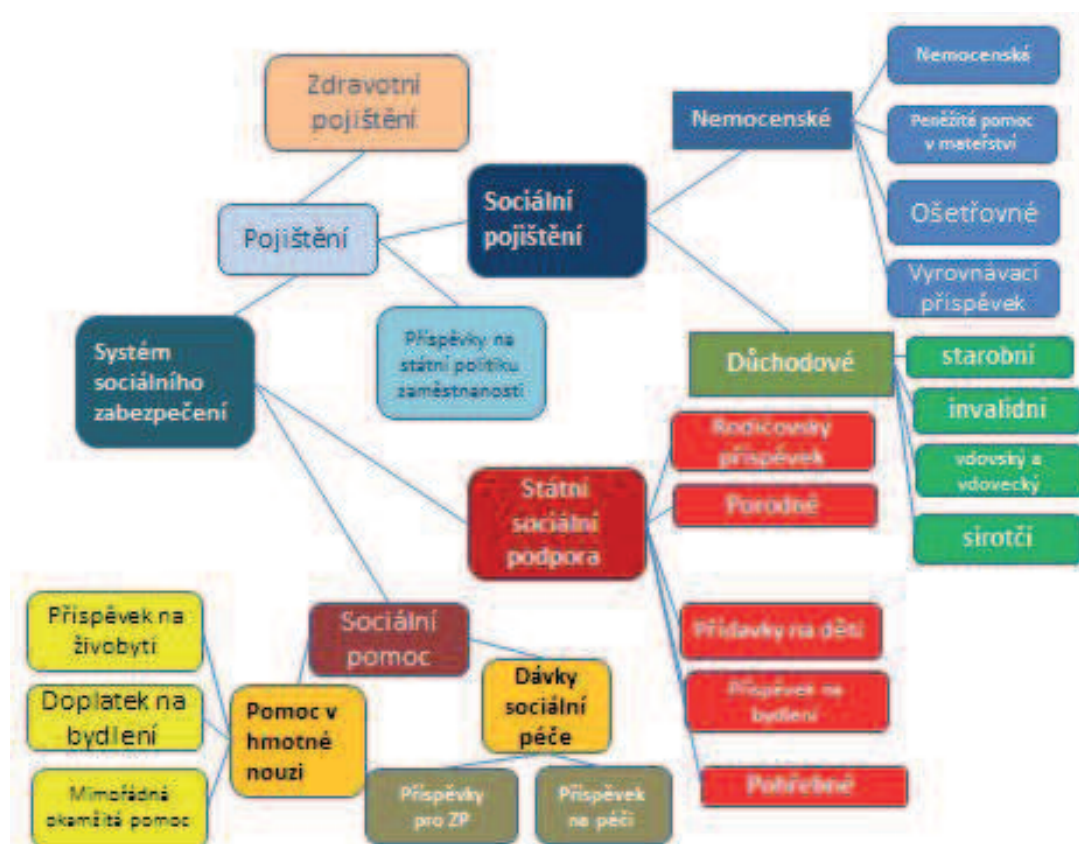 Zdravotní
pojištění
Pojištění
Sociální
pojištění
Systém
sociálního
zabezpečení
Příspěvky na
státní politiku
zaměstnanosti
Nemocenské
Nemocenská
Peněžitá pomoc
v mateřství
Ošetřovné
Vyrovnávací
příspěvek
Důchodové
starobní
invalidní
vdovský a
vdovecký
sirotčí
Státní
sociální
podpora
Rodičovský
příspěvek
Porodné
Přídavky na děti
Příspěvek na
bydlení
Pohřebné
Sociální
pomoc
Dávky
sociální
péče
Příspěvky
pro ZP
Příspěvek
na péči
Pomoc v
hmotné
nouzi
Příspěvek na
živobytí
Doplatek na
bydlení
Mimořádná
okamžitá pomoc